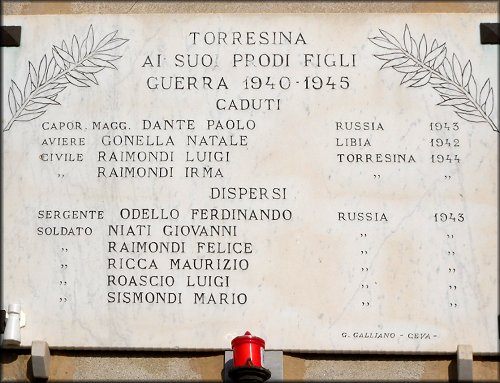 TORRESINA
AI SUOI PRODI FIGLI
GUERRA 1940-1945
CADUTI
CAPOR. MAGG. DANTE PAOLO RUSSIA 1943
AVIERE GONELLA NATALE LIBIA 1942
CIVILE RAIMONDI LUIGI TORRESINA 1944
„ RAIMONDI IRMA „ „
DISPERSI
SERGENTE ODELLO FERDINANDO RUSSIA 1943
SOLDATO NIATI GIOVANNI „ „
„ RAIMONDI FELICE „ „
„ RICCA MAURIZIO „ „
„ ROASCIO LUIGI „ „
„ SISMONDI MARIO „ „
G. GALLIANO - CEVA -